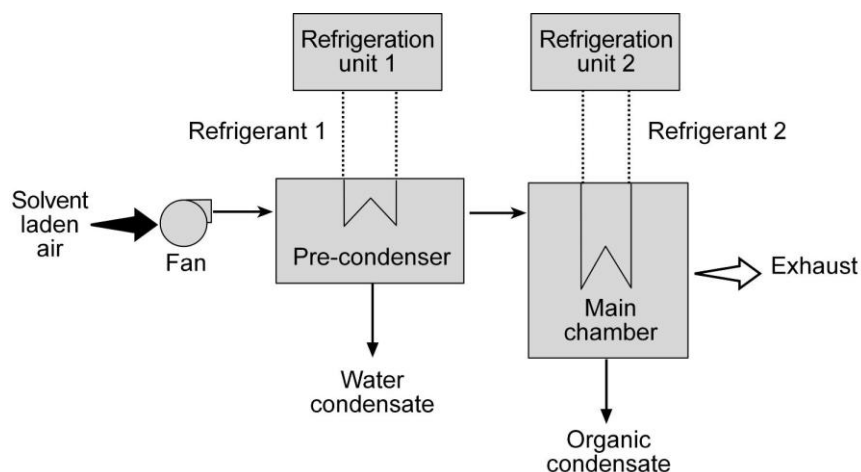 Refrigeration
unit 1
Refrigeration
unit 2
Refrigerant 1
Refrigerant 2
Solvent
laden
air
Fan
Pre-condenser
Main
chamber
Exhaust
Water
condensate
Organic
condensate